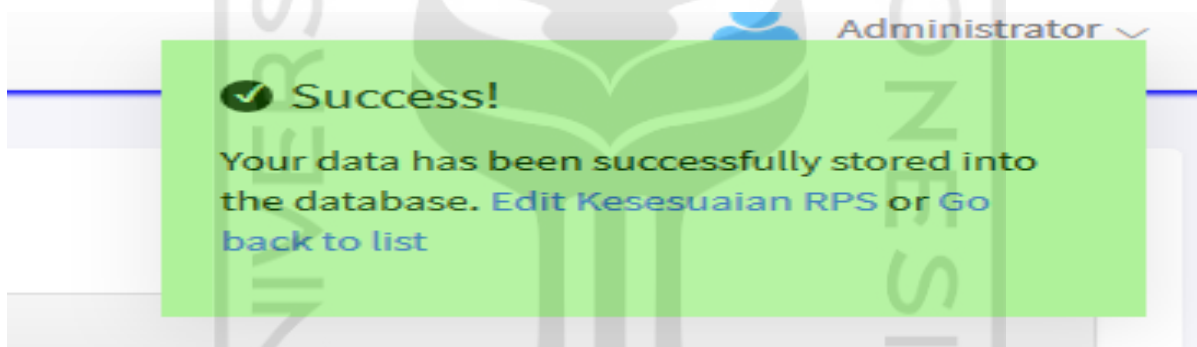 Administrator
Success!
Your data has been successfully stored into
the database. Edit Kesesuaian RPS or Go
back to list